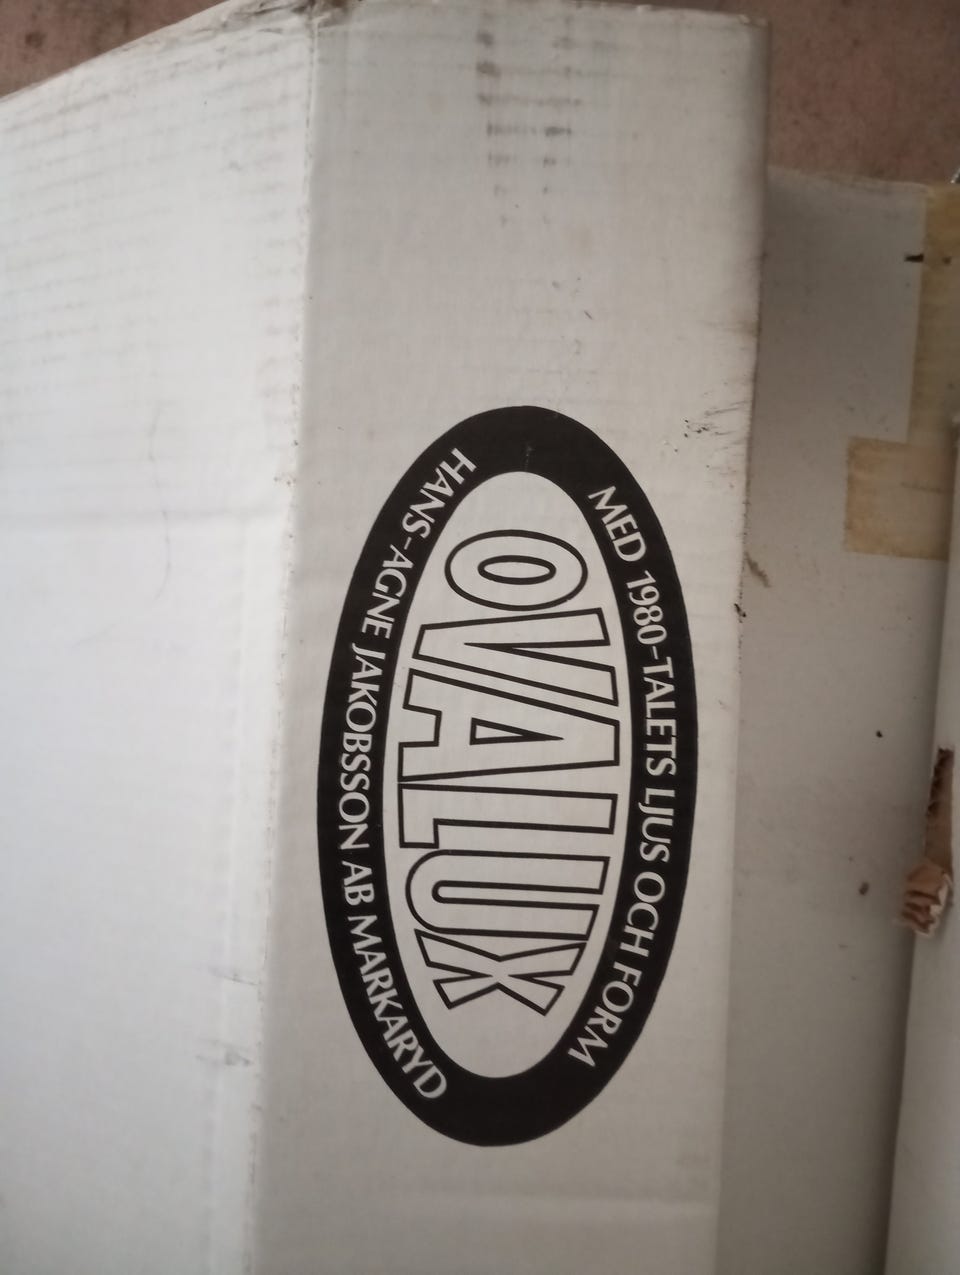 MED 1980-TALETS LJUS OCH FORM
OVALUX
HANS-AGNE JAKOBSSON AB MARKARYD